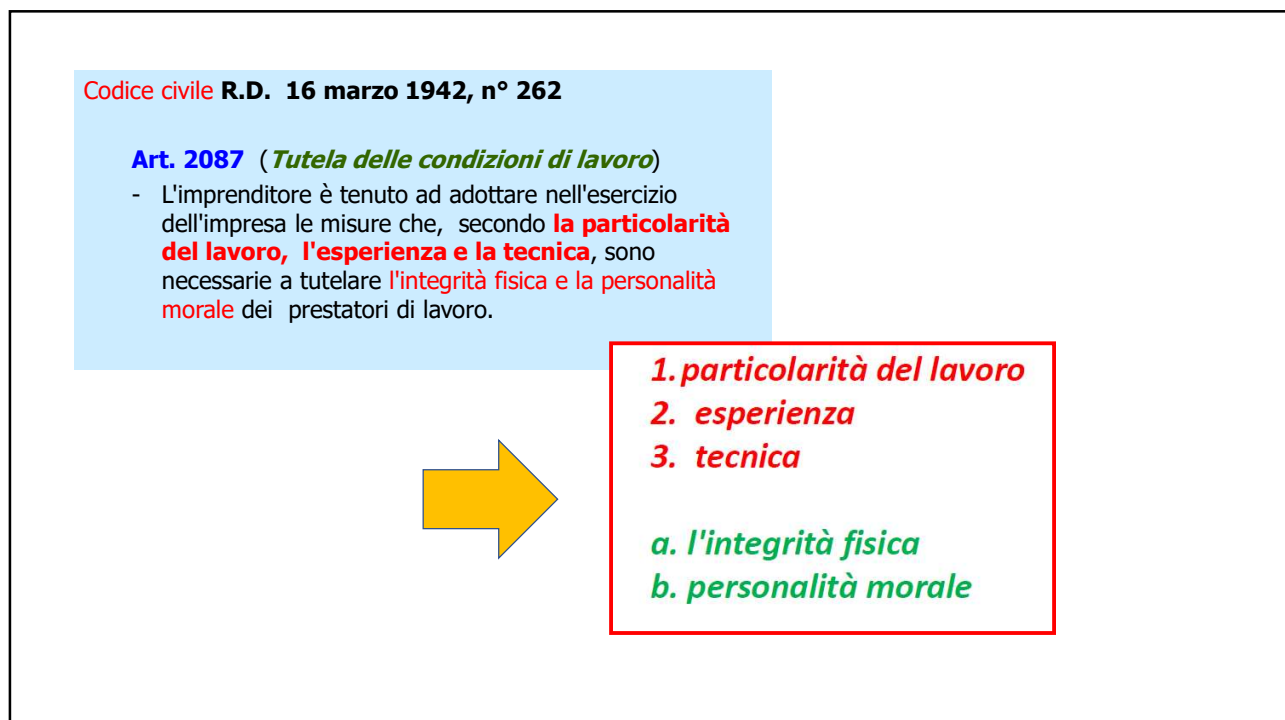 Codice civile R.D. 16 marzo 1942, n° 262
Art. 2087 (Tutela delle condizioni di lavoro)
- L'imprenditore è tenuto ad adottare nell'esercizio
dell'impresa le misure che, secondo la particolarità
del lavoro, l'esperienza e la tecnica, sono
necessarie a tutelare l'integrità fisica e la personalità
morale dei prestatori di lavoro.
1. particolarità del lavoro
2. esperienza
3. tecnica
a. l'integrità fisica
b. personalità morale